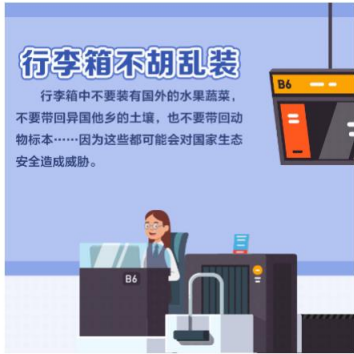 行李箱不胡乱装
行李箱中不要装有国外的水果蔬菜，
不要带回异国他乡的土壤，也不要带回动
物标本……因为这些都可能会对国家生态
安全造成威胁。
B6
B6